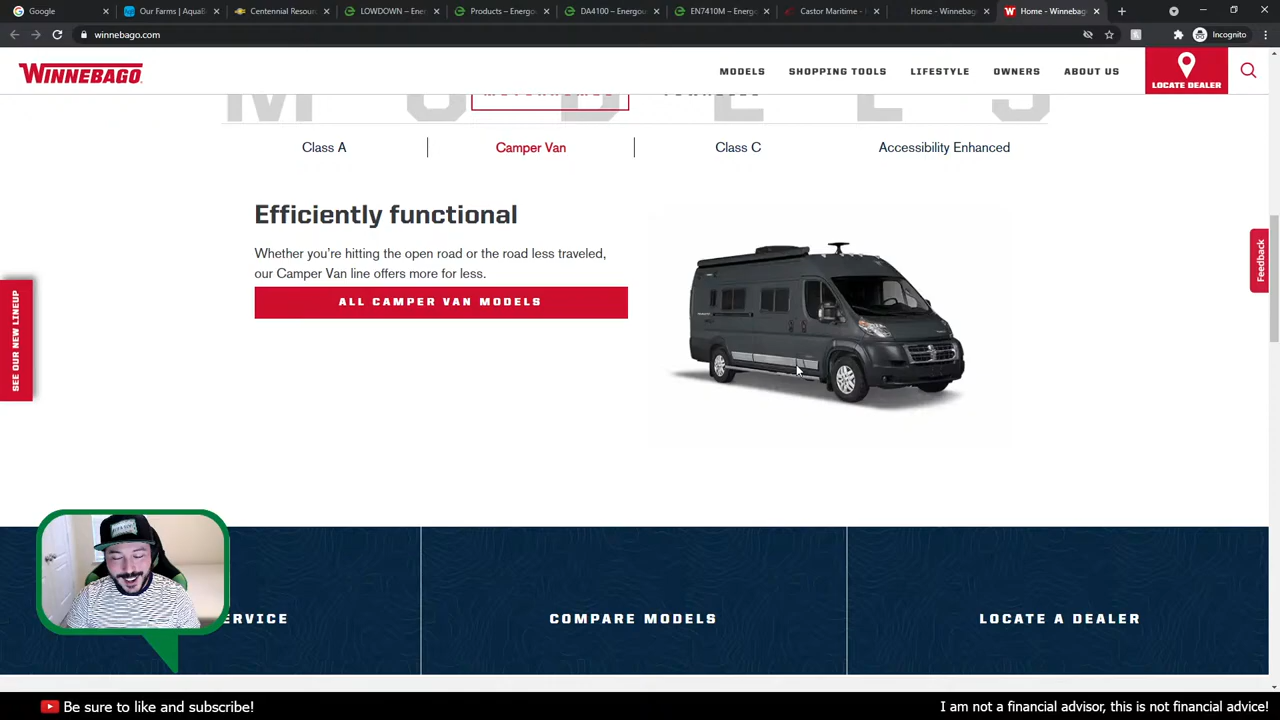 Google
Our Farms | AquaB
Centennial Resour
LOWDOWN – Ener
Products – Energo
DA4100 – Energou
EN7410M – Energo
Castor Maritime -
Home - Winnebag
Home - Winnebag
winnebago.com
Incognito
WINNEBAGO
MODELS
SHOPPING TOOLS
LIFESTYLE
OWNERS
ABOUT US
LOCATE DEALER
MODELS
Class A
Camper Van
Class C
Accessibility Enhanced
Efficiently functional
Whether you're hitting the open road or the road less traveled,
our Camper Van line offers more for less.
ALL CAMPER VAN MODELS
SEE OUR NEW LINEUP
Feedback
ERVICE
COMPARE MODELS
LOCATE A DEALER
Be sure to like and subscribe!
I am not a financial advisor, this is not financial advice!